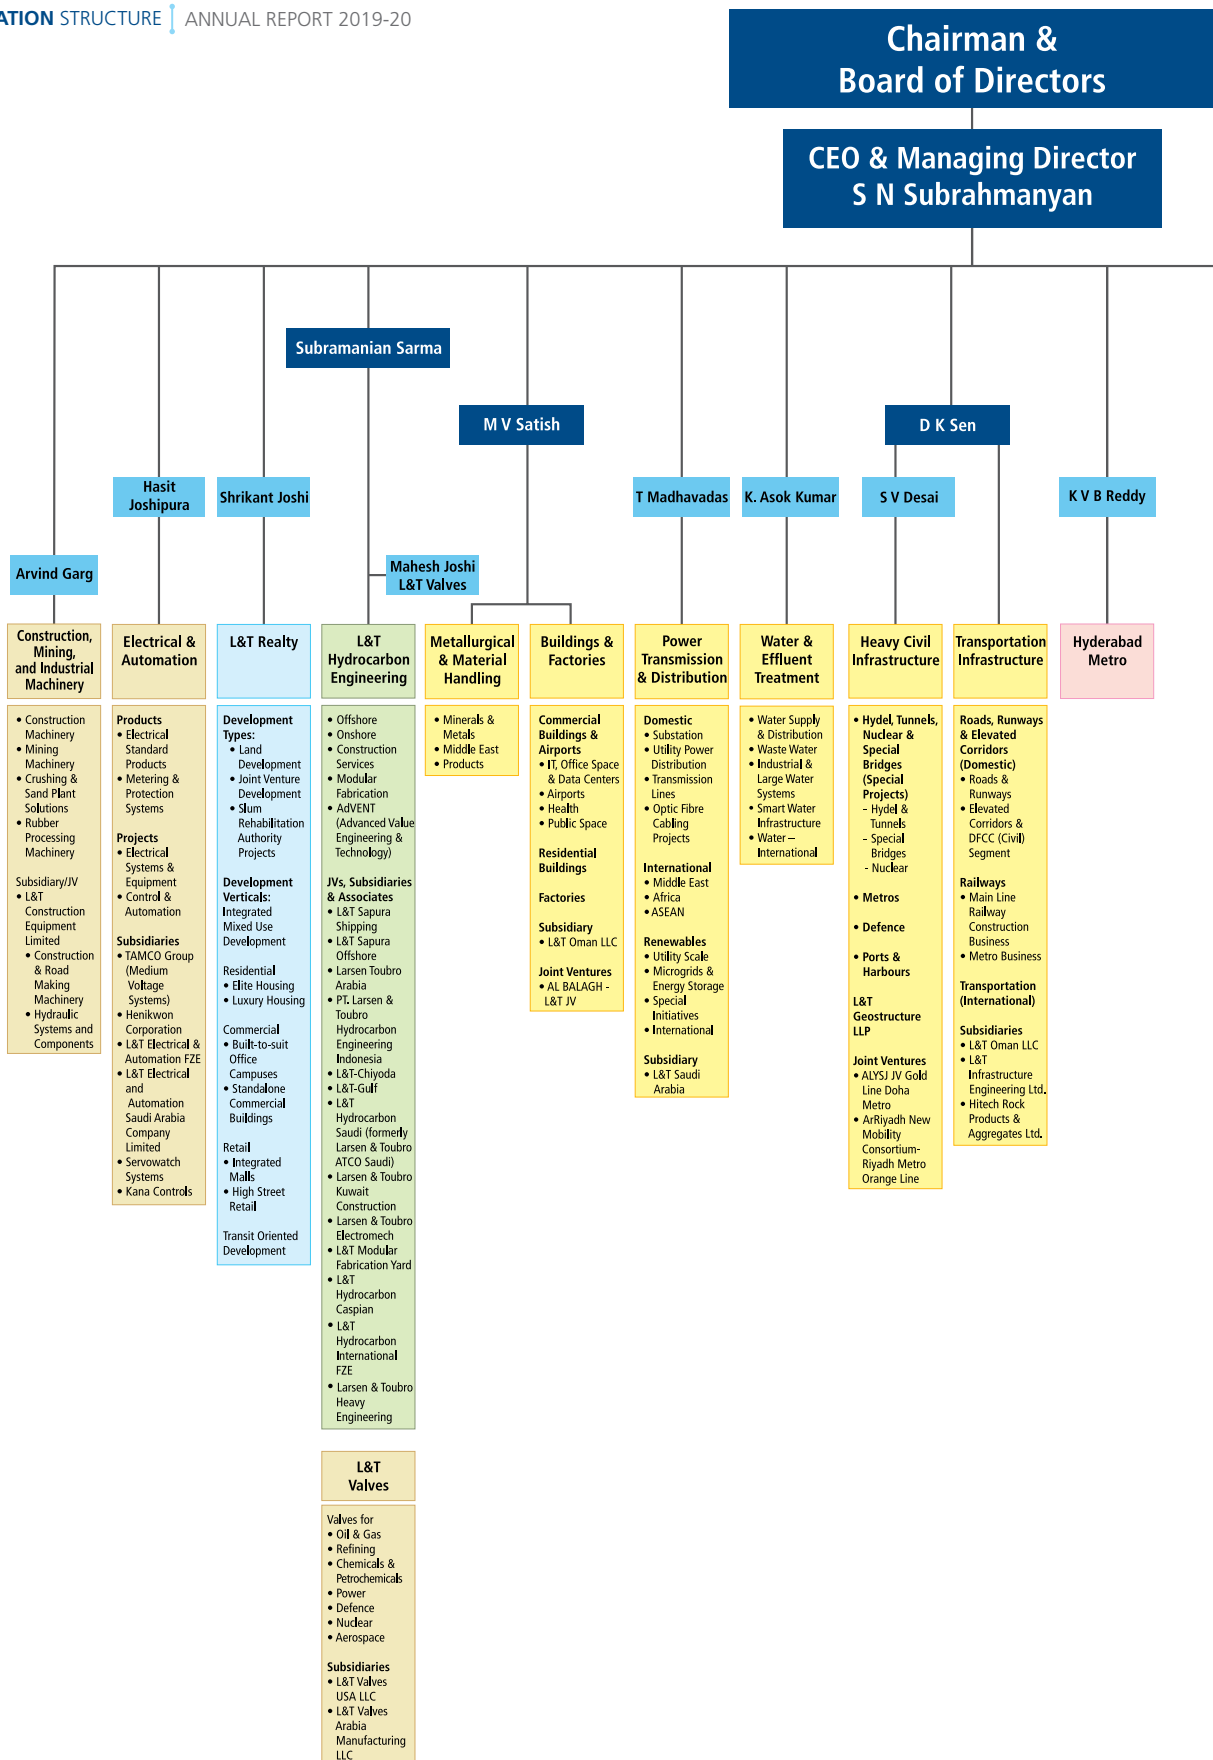 ATION STRUCTURE ANNUAL REPORT 2019-20
Chairman &
Board of Directors
CEO & Managing Director
S N Subrahmanyan
Subramanian Sarma
M V Satish
D K Sen
Hasit
Joshipura
Shrikant Joshi
T Madhavadas
K. Asok Kumar
S V Desai
K V B Reddy
Arvind Garg
Mahesh Joshi
L&T Valves
Construction,
Mining,
and Industrial
Machinery
• Construction
Machinery
• Mining
Machinery
• Crushing &
Sand Plant
Solutions
• Rubber
Processing
Machinery
Subsidiary/JV
• L&T
Construction
Equipment
Limited
• Construction
& Road
Making
Machinery
• Hydraulic
Systems and
Components
Electrical &
Automation
Products
• Electrical
Standard
Products
• Metering &
Protection
Systems
Projects
• Electrical
Systems &
Equipment
• Control &
Automation
Subsidiaries
• TAMCO Group
(Medium
Voltage
Systems)
• Henikwon
Corporation
• L&T Electrical &
Automation FZE
• L&T Electrical
and
Automation
Saudi Arabia
Company
Limited
• Servowatch
Systems
• Kana Controls
L&T Realty
Development
Types:
• Land
Development
• Joint Venture
Development
• Slum
Rehabilitation
Authority
Projects
Development
Verticals:
Integrated
Mixed Use
Development
Residential
• Elite Housing
• Luxury Housing
Commercial
• Built-to-suit
Office
Campuses
• Standalone
Commercial
Buildings
Retail
• Integrated
Malls
• High Street
Retail
Transit Oriented
Development
L&T
Hydrocarbon
Engineering
• Offshore
• Onshore
• Construction
Services
• Modular
Fabrication
• AdVENT
(Advanced Value
Engineering &
Technology)
JVs, Subsidiaries
& Associates
• L&T Sapura
Shipping
• L&T Sapura
Offshore
• Larsen Toubro
Arabia
• PT. Larsen &
Toubro
Hydrocarbon
Engineering
Indonesia
• L&T-Chiyoda
• L&T-Gulf
• L&T
Hydrocarbon
Saudi (formerly
Larsen & Toubro
ATCO Saudi)
• Larsen & Toubro
Kuwait
Construction
• Larsen & Toubro
Electromech
• L&T Modular
Fabrication Yard
• L&T
Hydrocarbon
Caspian
• L&T
Hydrocarbon
International
FZE
• Larsen & Toubro
Heavy
Engineering
L&T
Valves
Valves for
• Oil & Gas
• Refining
• Chemicals &
Petrochemicals
• Power
• Defence
• Nuclear
• Aerospace
Subsidiaries
• L&T Valves
USA LLC
• L&T Valves
Arabia
Manufacturing
LLC
Metallurgical
& Material
Handling
• Minerals &
Metals
• Middle East
• Products
Buildings &
Factories
Commercial
Buildings &
Airports
• IT, Office Space
& Data Centers
• Airports
• Health
• Public Space
Residential
Buildings
Factories
Subsidiary
• L&T Oman LLC
Joint Ventures
• AL BALAGH -
L&T JV
Power
Transmission
& Distribution
Domestic
• Substation
• Utility Power
Distribution
• Transmission
Lines
• Optic Fibre
Cabling
Projects
International
• Middle East
• Africa
• ASEAN
Renewables
• Utility Scale
• Microgrids &
Energy Storage
• Special
Initiatives
• International
Subsidiary
• L&T Saudi
Arabia
Water &
Effluent
Treatment
• Water Supply
& Distribution
• Waste Water
• Industrial &
Large Water
Systems
• Smart Water
Infrastructure
• Water –
International
Heavy Civil
Infrastructure
• Hydel, Tunnels,
Nuclear &
Special
Bridges
(Special
Projects)
- Hydel &
Tunnels
- Special
Bridges
- Nuclear
• Metros
• Defence
• Ports &
Harbours
L&T
Geostructure
LLP
Joint Ventures
• ALYSJ JV Gold
Line Doha
Metro
• ArRiyadh New
Mobility
Consortium-
Riyadh Metro
Orange Line
Transportation
Infrastructure
Roads, Runways
& Elevated
Corridors
(Domestic)
• Roads &
Runways
• Elevated
Corridors &
DFCC (Civil)
Segment
Railways
• Main Line
Railway
Construction
Business
• Metro Business
Transportation
(International)
Subsidiaries
• L&T Oman LLC
• L&T
Infrastructure
Engineering Ltd.
• Hitech Rock
Products &
Aggregates Ltd.
Hyderabad
Metro